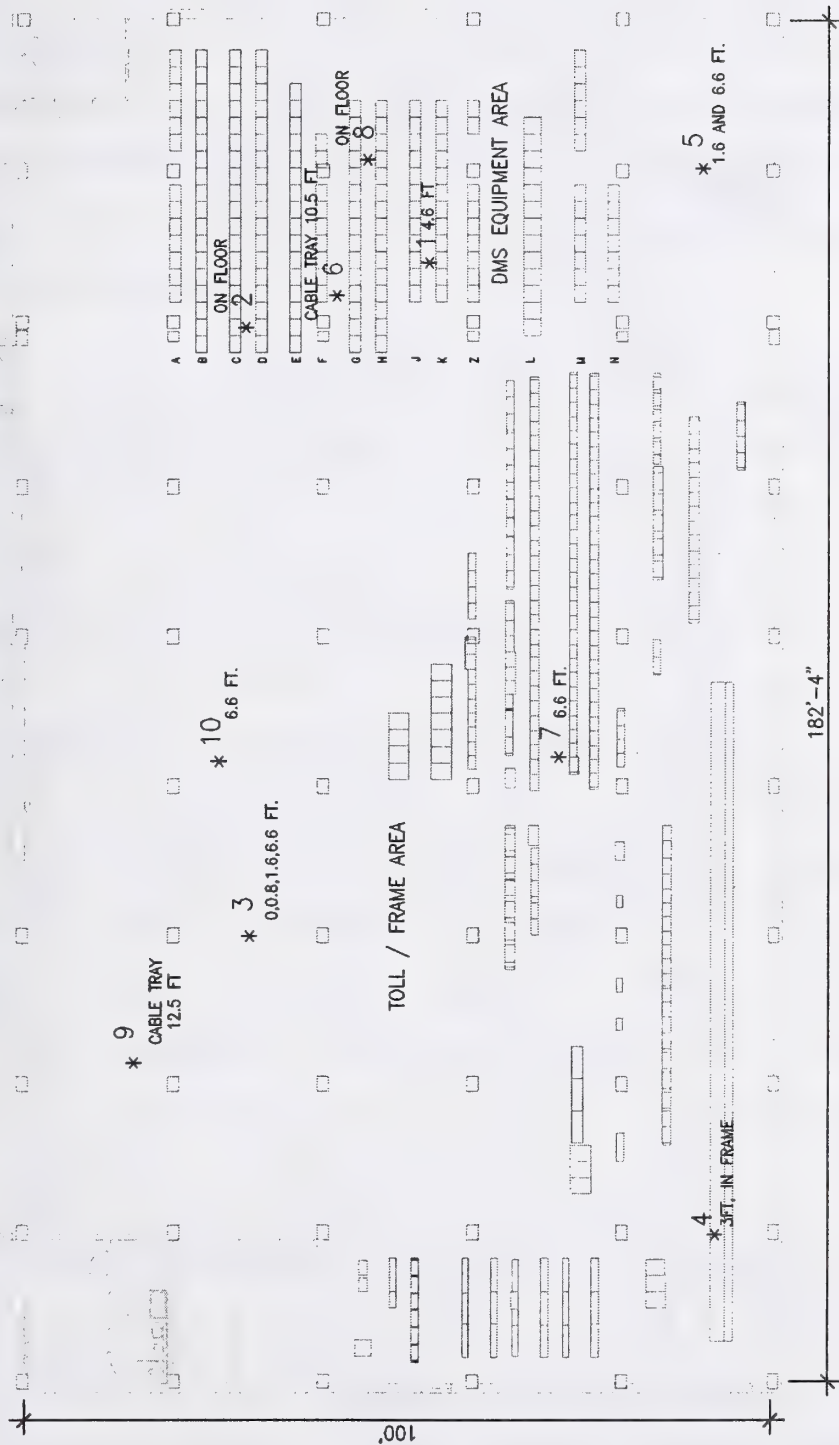 * 9
CABLE TRAY
12.5 FT
* 10
6.6 FT.
* 3
0,0.8,1.6,6.6 FT.
TOLL / FRAME AREA
* 7 6.6 FT.
* 4
3FT, IN FRAME
A
B
ON FLOOR
C
* 2
D
E
CABLE TRAY 10.5 FT
F
* 6
G
ON FLOOR
H
* 8
J
* 1 4.6 FT
K
Z
DMS EQUIPMENT AREA
L
M
N
* 5
1.6 AND 6.6 FT.
100'
182'-4"